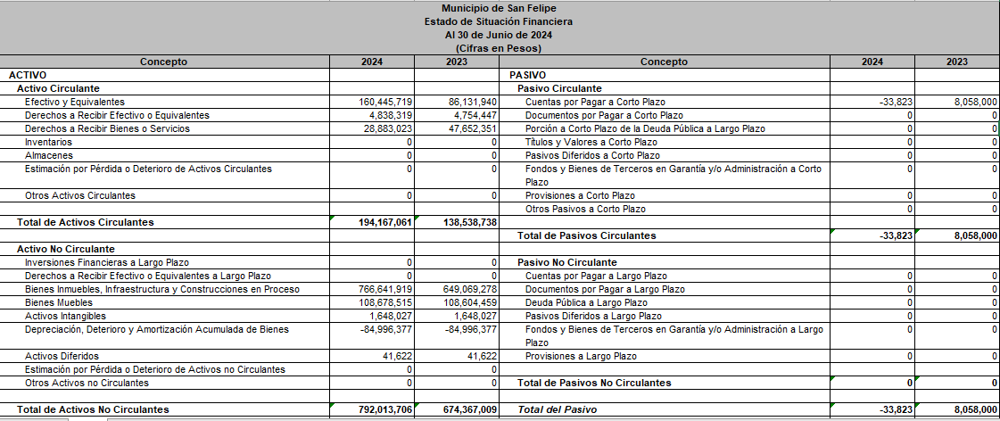 Municipio de San Felipe
Estado de Situación Financiera
Al 30 de Junio de 2024
(Cifras en Pesos)
Concepto 2024 2023 Concepto 2024 2023
ACTIVO PASIVO
Activo Circulante Pasivo Circulante
Efectivo y Equivalentes 160,445,719 86,131,940 Cuentas por Pagar a Corto Plazo -33,823 8,058,000
Derechos a Recibir Efectivo o Equivalentes 4,838,319 4,754,447 Documentos por Pagar a Corto Plazo 0 0
Derechos a Recibir Bienes o Servicios 28,883,023 47,652,351 Porción a Corto Plazo de la Deuda Pública a Largo Plazo 0 0
Inventarios 0 0 Títulos y Valores a Corto Plazo 0 0
Almacenes 0 0 Pasivos Diferidos a Corto Plazo 0 0
Estimación por Pérdida o Deterioro de Activos Circulantes 0 0 Fondos y Bienes de Terceros en Garantía y/o Administración a Corto 0 0
Plazo
Otros Activos Circulantes 0 0 Provisiones a Corto Plazo 0 0
Otros Pasivos a Corto Plazo 0 0
Total de Activos Circulantes 194,167,061 138,538,738
Total de Pasivos Circulantes -33,823 8,058,000
Activo No Circulante
Inversiones Financieras a Largo Plazo 0 0 Pasivo No Circulante
Derechos a Recibir Efectivo o Equivalentes a Largo Plazo 0 0 Cuentas por Pagar a Largo Plazo 0 0
Bienes Inmuebles, Infraestructura y Construcciones en Proceso 766,641,919 649,069,278 Documentos por Pagar a Largo Plazo 0 0
Bienes Muebles 108,678,515 108,604,459 Deuda Pública a Largo Plazo 0 0
Activos Intangibles 1,648,027 1,648,027 Pasivos Diferidos a Largo Plazo 0 0
Depreciación, Deterioro y Amortización Acumulada de Bienes -84,996,377 -84,996,377 Fondos y Bienes de Terceros en Garantía y/o Administración a Largo 0 0
Plazo
Activos Diferidos 41,622 41,622 Provisiones a Largo Plazo 0 0
Estimación por Pérdida o Deterioro de Activos no Circulantes 0 0
Otros Activos no Circulantes 0 0 Total de Pasivos No Circulantes 0 0
Total de Activos No Circulantes 792,013,706 674,367,009 Total del Pasivo -33,823 8,058,000